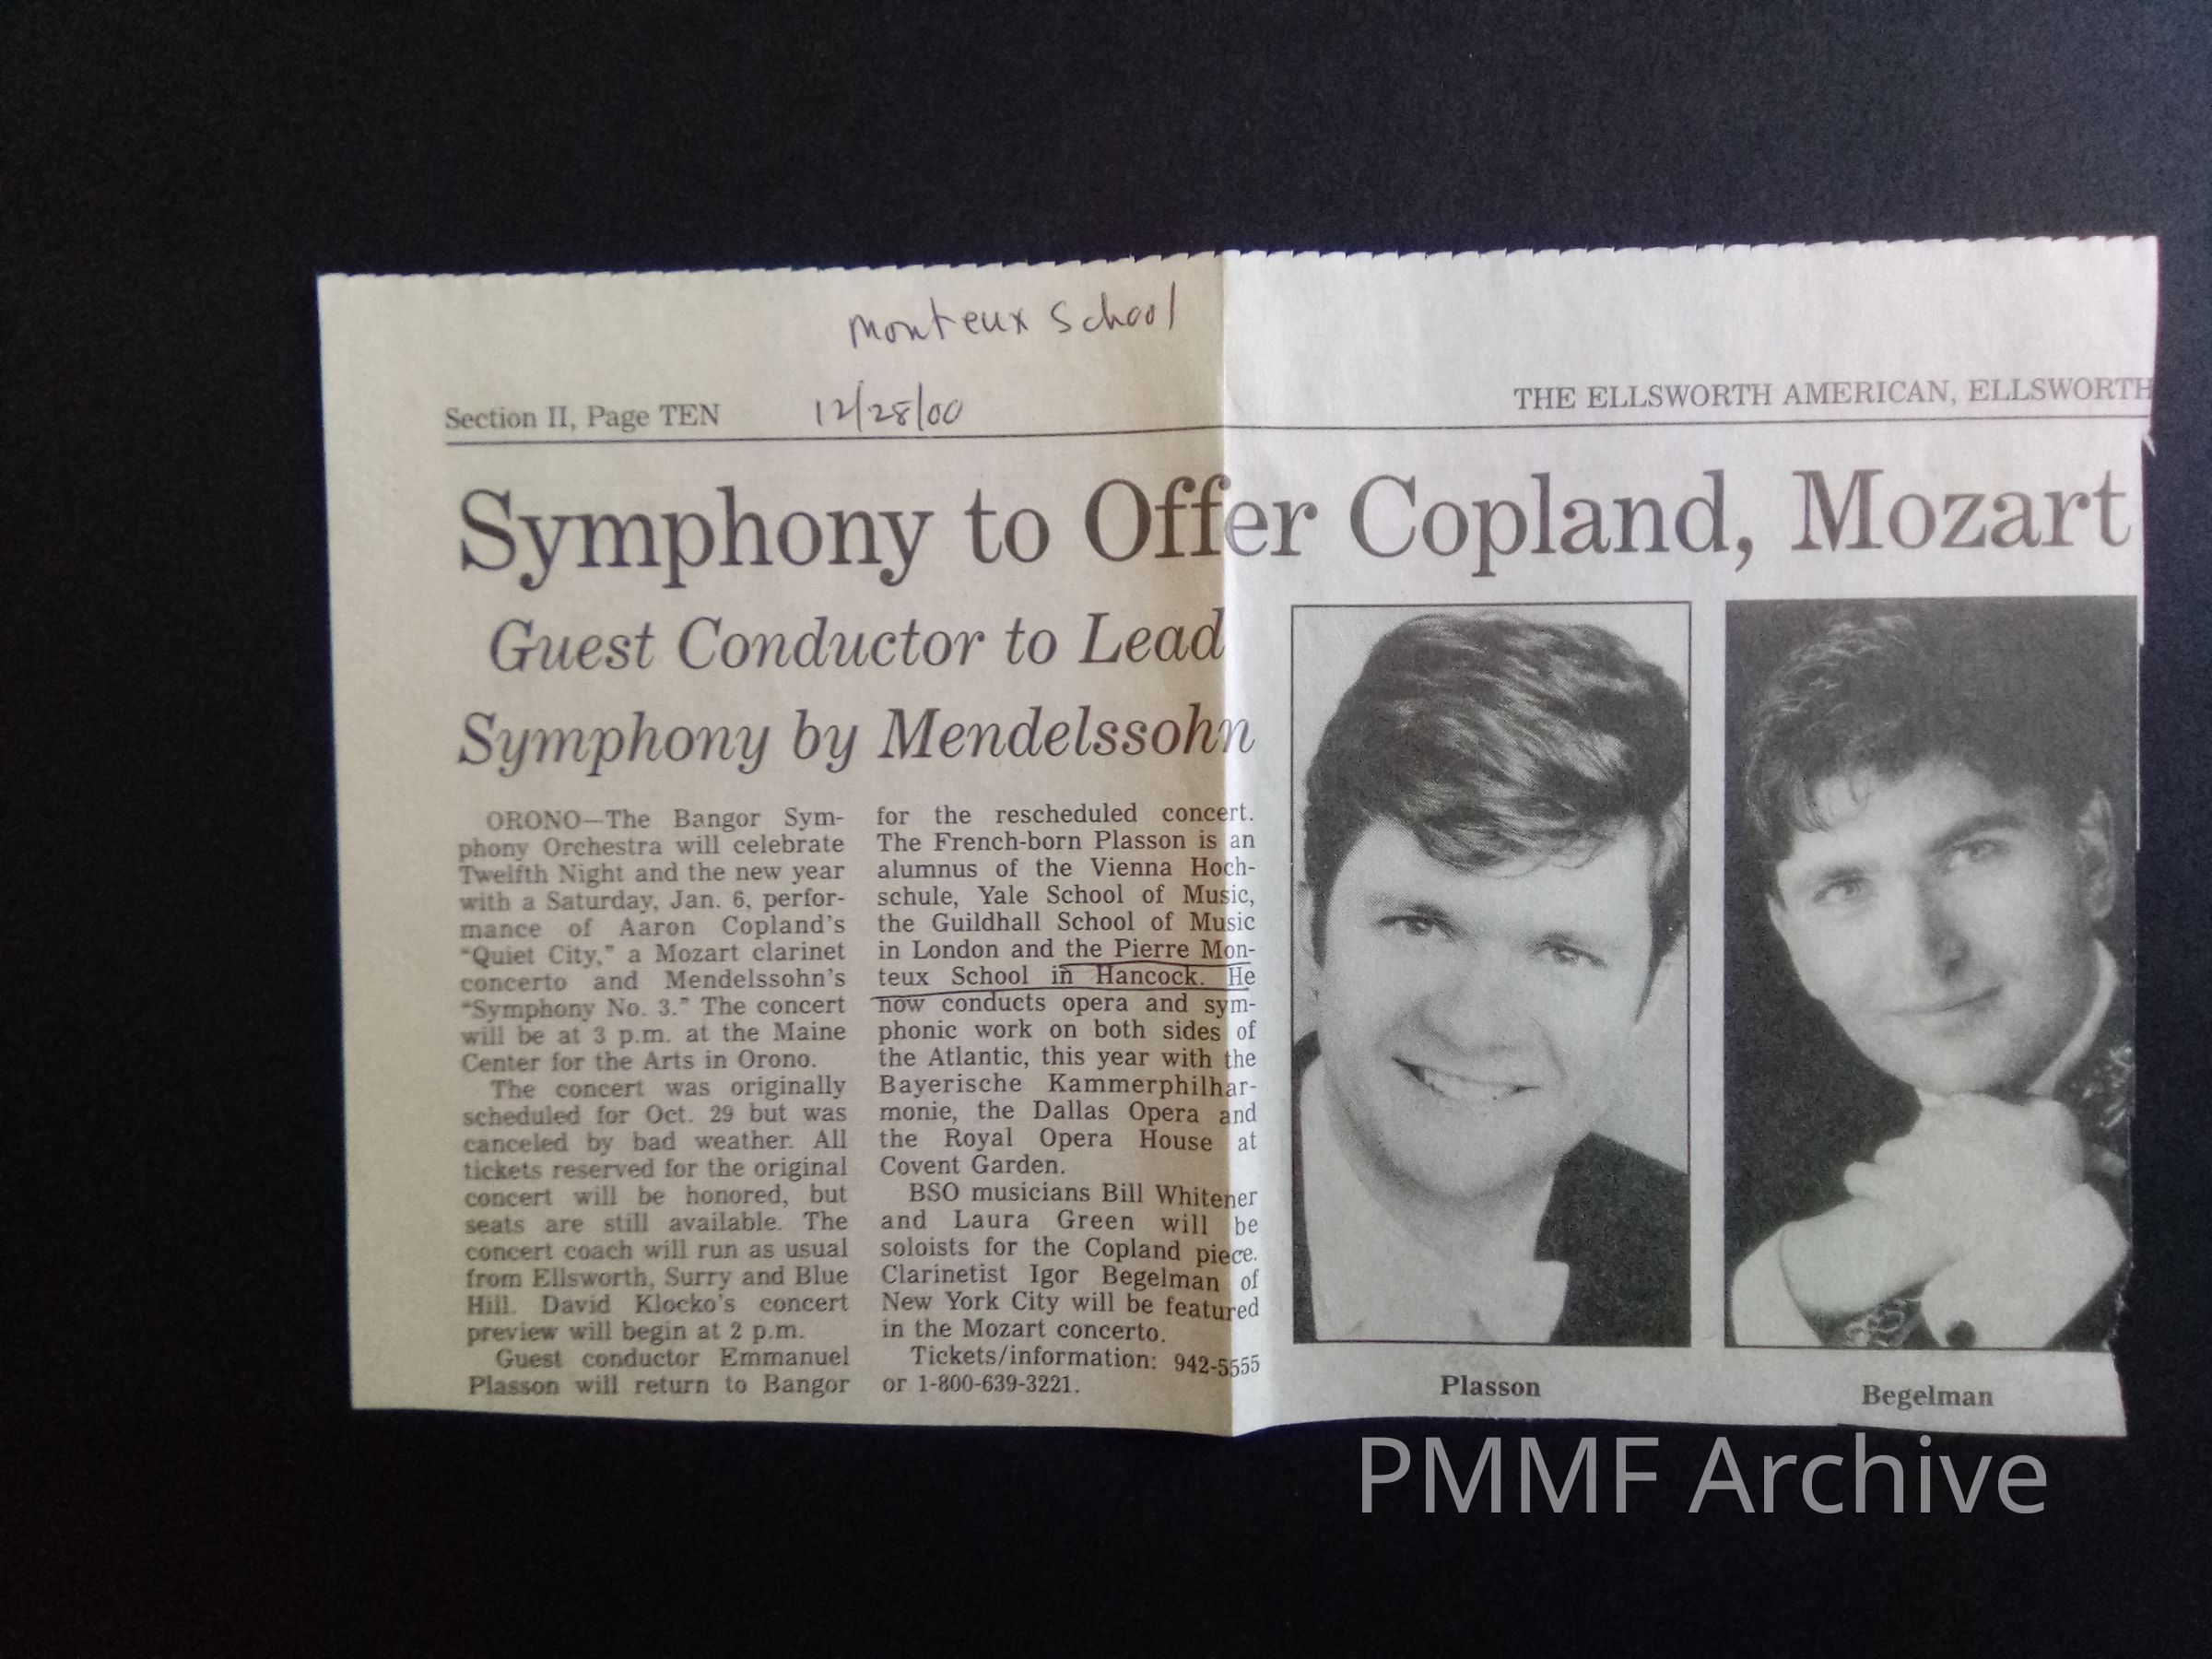 Monteux School
Section II, Page TEN
12/28/00
THE ELLSWORTH AMERICAN, ELLSWORTH
Symphony to Offer Copland, Mozart
Guest Conductor to Lead
Symphony by Mendelssohn
ORONO—The Bangor Sym-
phony Orchestra will celebrate
Twelfth Night and the new year
with a Saturday, Jan. 6, perfor-
mance of Aaron Copland's
"Quiet City," a Mozart clarinet
concerto and Mendelssohn's
"Symphony No. 3." The concert
will be at 3 p.m. at the Maine
Center for the Arts in Orono.
The concert was originally
scheduled for Oct. 29 but was
canceled by bad weather. All
tickets reserved for the original
concert will be honored, but
seats are still available. The
concert coach will run as usual
from Ellsworth, Surry and Blue
Hill. David Klocko's concert
preview will begin at 2 p.m.
Guest conductor Emmanuel
Plasson will return to Bangor
for the rescheduled concert.
The French-born Plasson is an
alumnus of the Vienna Hoch-
schule, Yale School of Music,
the Guildhall School of Music
in London and the Pierre Mon-
teux School in Hancock. He
now conducts opera and sym-
phonic work on both sides of
the Atlantic, this year with the
Bayerische Kammerphilhar-
monie, the Dallas Opera and
the Royal Opera House at
Covent Garden.
BSO musicians Bill Whitener
and Laura Green will be
soloists for the Copland piece.
Clarinetist Igor Begelman of
New York City will be featured
in the Mozart concerto.
Tickets/information: 942-5555
or 1-800-639-3221.
Plasson
Begelman
PMMF Archive